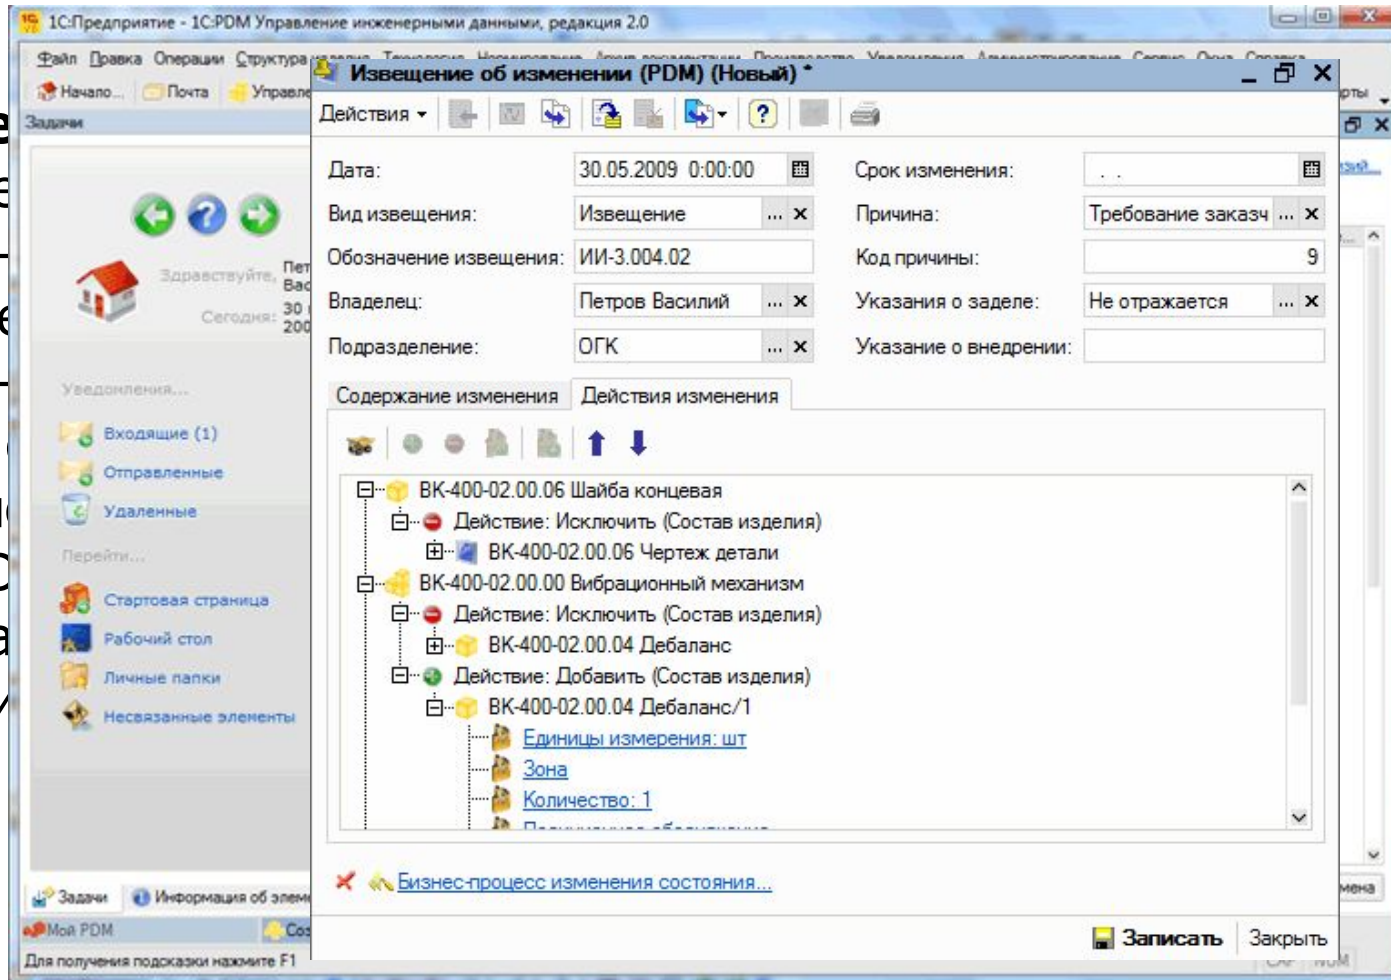 1С:Предприятие - 1С:PDM Управление инженерными данными, редакция 2.0
Файл Правка Операции Структура
Начало... Почта
Задачи
Здравствуйте,
Сегодня:
Уведомления...
Входящие (1)
Отправленные
Удаленные
Перейти...
Стартовая страница
Рабочий стол
Личные папки
Несвязанные элементы
Задачи Информация об
Мой PDM
Для получения подсказки нажмите F1
Извещение об изменении (PDM) (Новый) *
Действия
Дата: 30.05.2009 0:00:00 Срок изменения: . .
Вид извещения: Извещение ... × Причина: Требование заказч ... ×
Обозначение извещения: ИИ-3.004.02 Код причины: 9
Владелец: Петров Василий ... × Указания о заделе: Не отражается ... ×
Подразделение: ОГК ... × Указание о внедрении:
Содержание изменения Действия изменения
ВК-400-02.00.06 Шайба концевая
Действие: Исключить (Состав изделия)
ВК-400-02.00.06 Чертеж детали
ВК-400-02.00.00 Вибрационный механизм
Действие: Исключить (Состав изделия)
ВК-400-02.00.04 Дебаланс
Действие: Добавить (Состав изделия)
ВК-400-02.00.04 Дебаланс/1
Единицы измерения: шт
Зона
Количество: 1
Бизнес-процесс изменения состояния...
Записать Закрыть